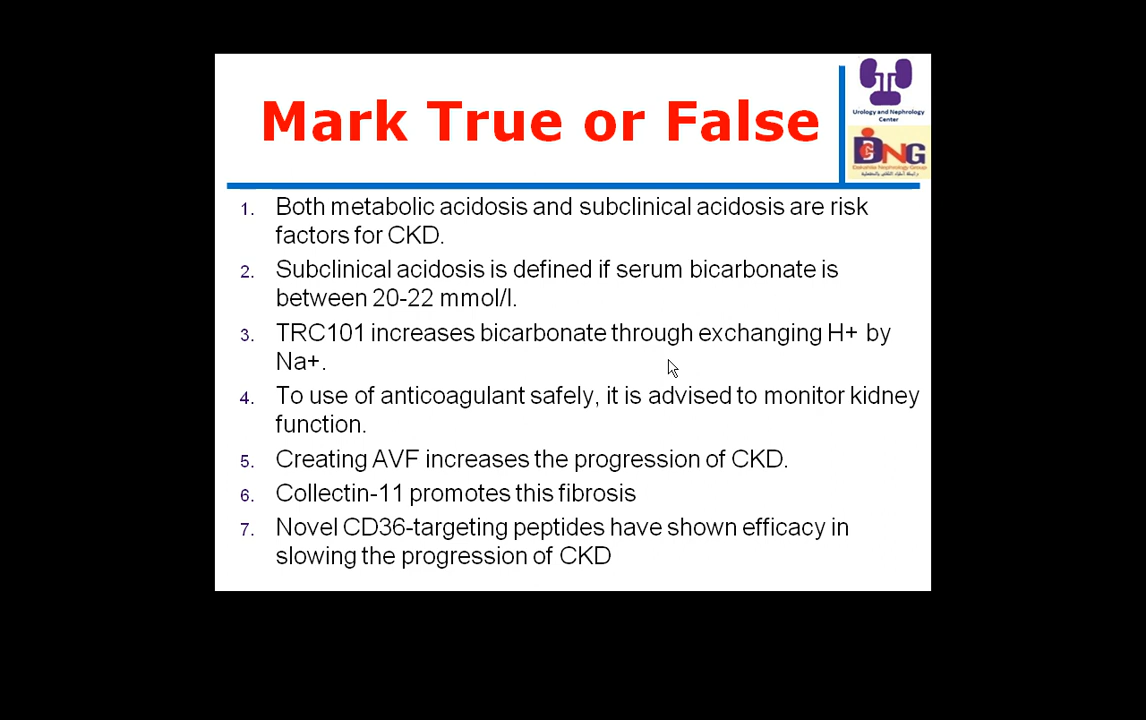 Mark True or False
Urology and Nephrology
Center
DNG
1. Both metabolic acidosis and subclinical acidosis are risk
factors for CKD.
2. Subclinical acidosis is defined if serum bicarbonate is
between 20-22 mmol/l.
3. TRC101 increases bicarbonate through exchanging H+ by
Na+.
4. To use of anticoagulant safely, it is advised to monitor kidney
function.
5. Creating AVF increases the progression of CKD.
6. Collectin-11 promotes this fibrosis
7. Novel CD36-targeting peptides have shown efficacy in
slowing the progression of CKD